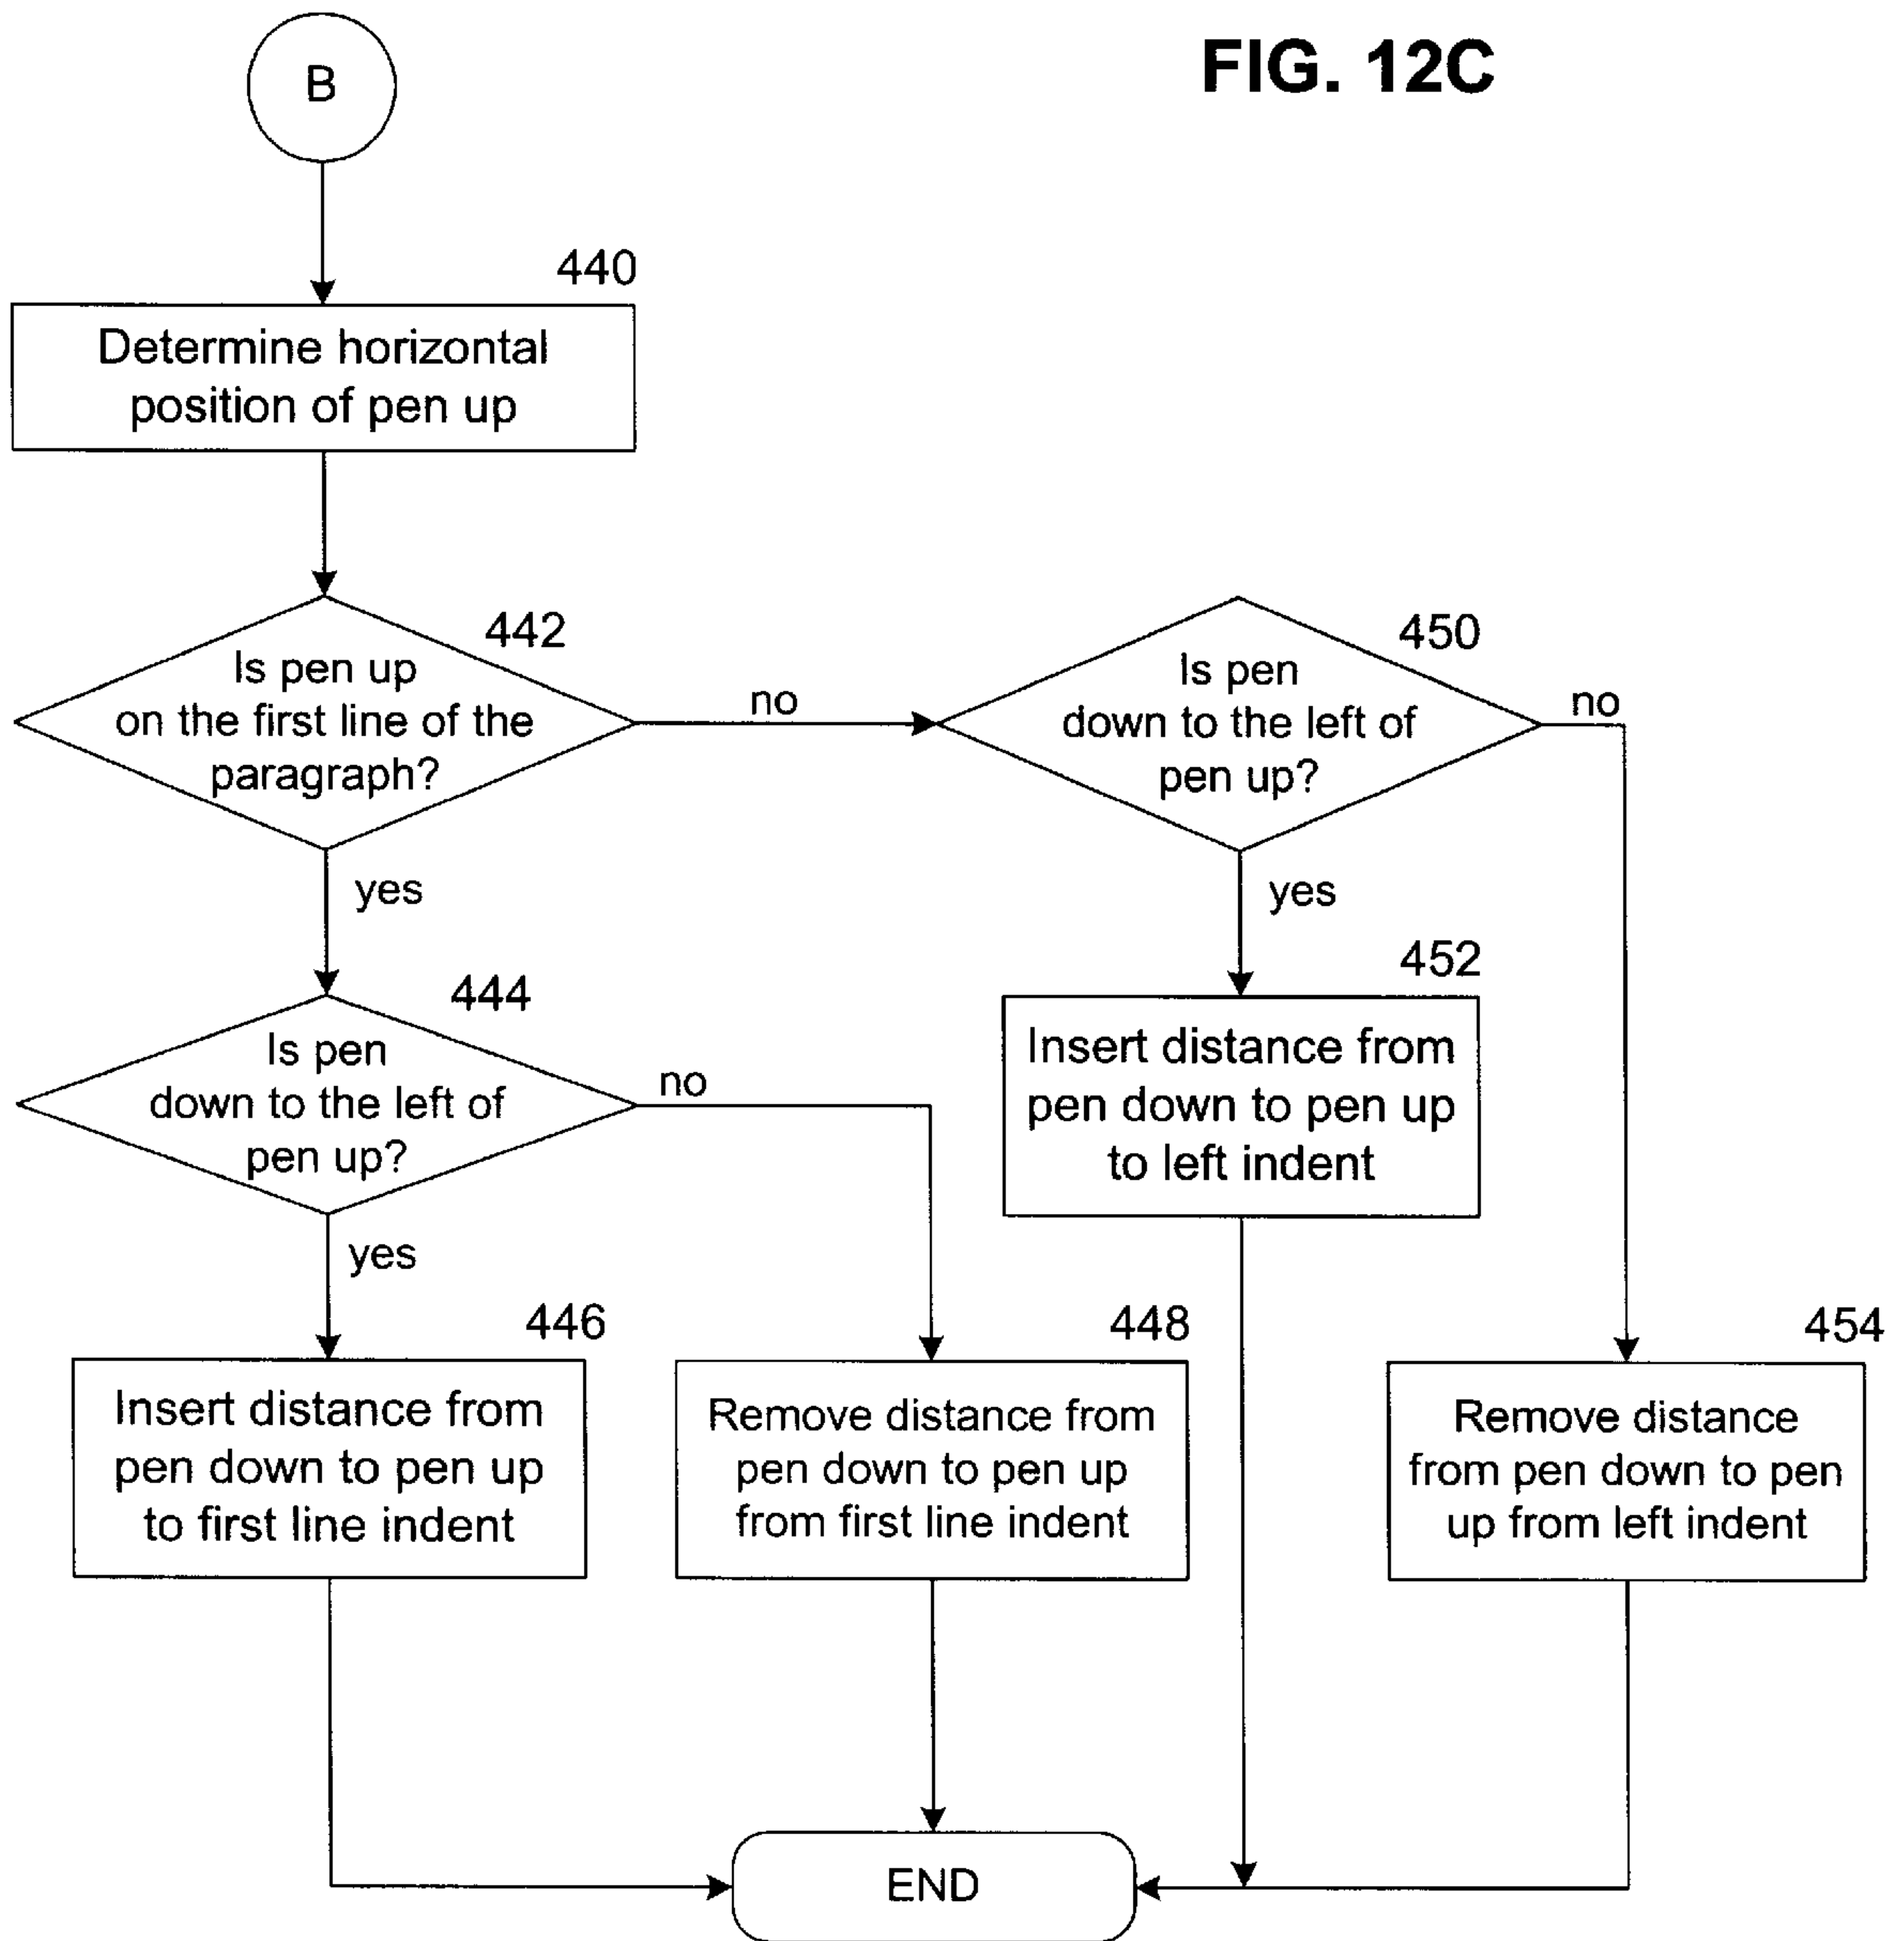 FIG. 12C
B
440
Determine horizontal
position of pen up
442
Is pen up
on the first line of the
paragraph?
no
yes
450
Is pen
down to the left of
pen up?
no
yes
444
Is pen
down to the left of
pen up?
no
yes
452
Insert distance from
pen down to pen up
to left indent
446
Insert distance from
pen down to pen up
to first line indent
448
Remove distance from
pen down to pen up
from first line indent
454
Remove distance
from pen down to pen
up from left indent
END